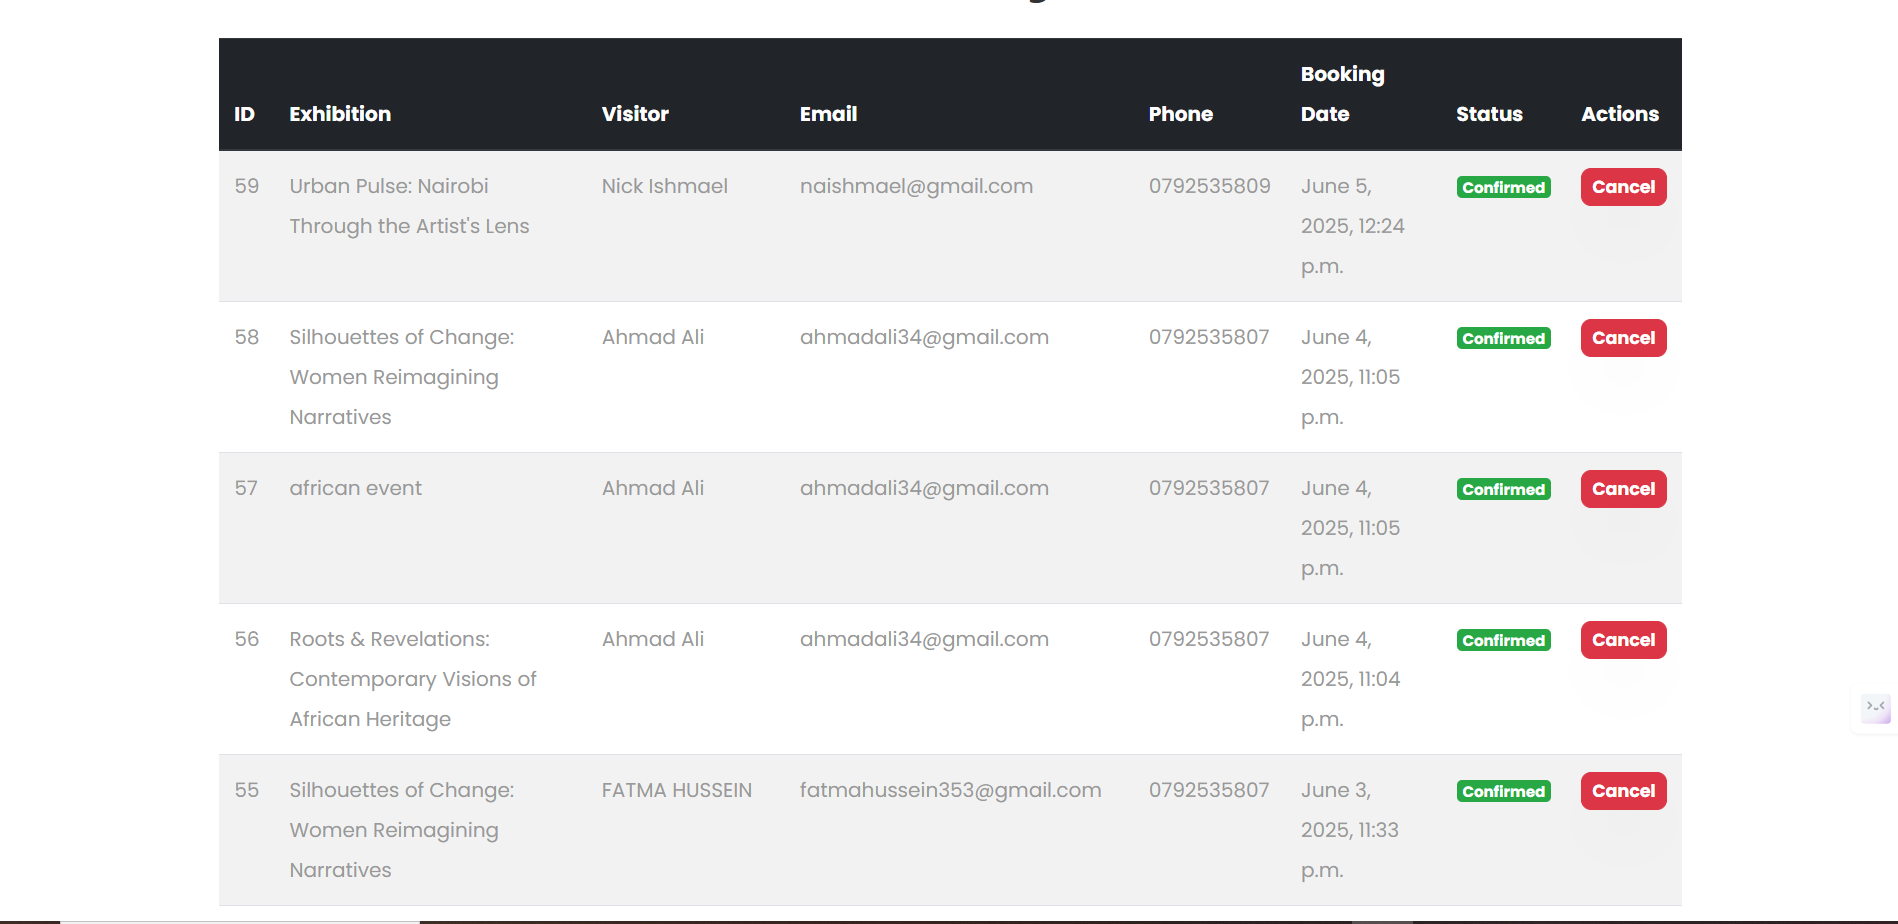 ID Exhibition Visitor Email Phone Booking Date Status Actions
59 Urban Pulse: Nairobi Nick Ishmael naishmael@gmail.com 0792535809 June 5, Confirmed Cancel
Through the Artist's Lens 2025, 12:24
p.m.
58 Silhouettes of Change: Ahmad Ali ahmadali34@gmail.com 0792535807 June 4, Confirmed Cancel
Women Reimagining 2025, 11:05
Narratives p.m.
57 african event Ahmad Ali ahmadali34@gmail.com 0792535807 June 4, Confirmed Cancel
2025, 11:05
p.m.
56 Roots & Revelations: Ahmad Ali ahmadali34@gmail.com 0792535807 June 4, Confirmed Cancel
Contemporary Visions of 2025, 11:04
African Heritage p.m.
55 Silhouettes of Change: FATMA HUSSEIN fatmahussein353@gmail.com 0792535807 June 3, Confirmed Cancel
Women Reimagining 2025, 11:33
Narratives p.m.